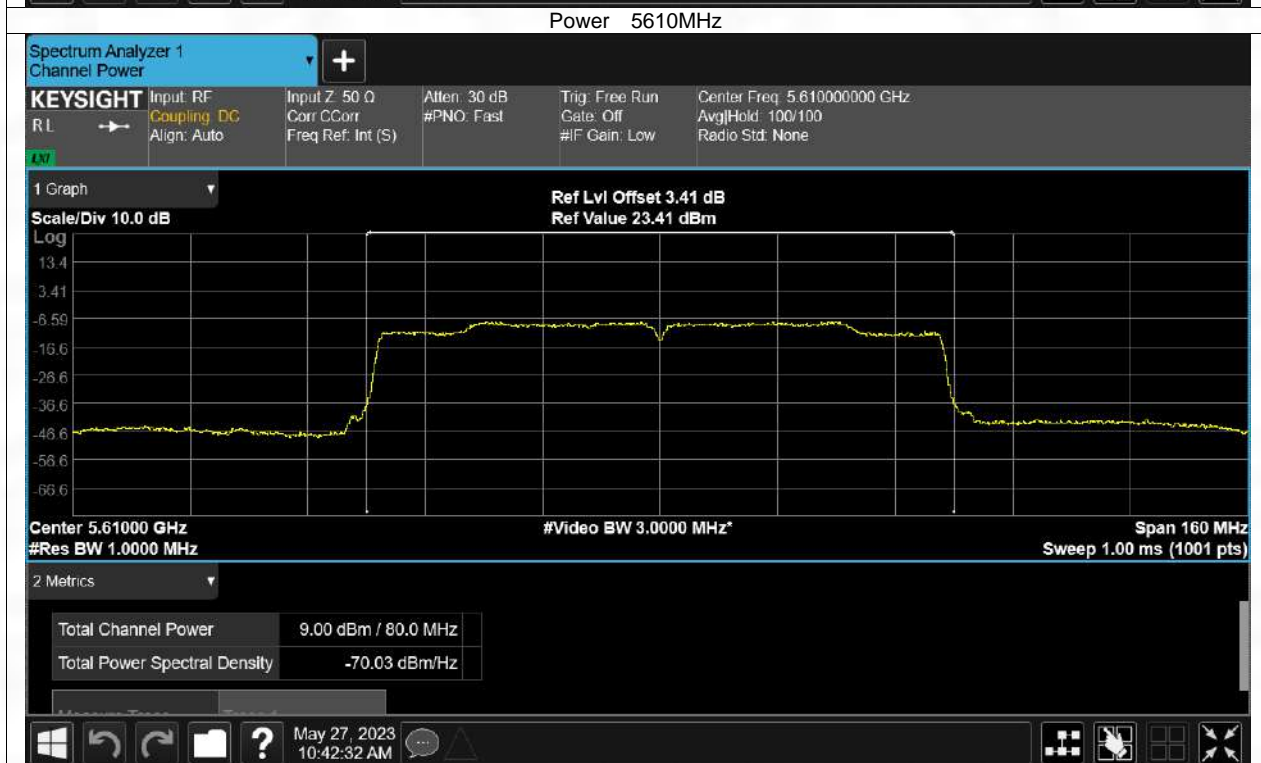 Power 5610MHz
Spectrum Analyzer 1
Channel Power
+
KEYSIGHT Input: RF Input Z: 50 Ω Atten: 30 dB Trig: Free Run Center Freq: 5.610000000 GHz
RL Coupling: DC Corr CCorr #PNO: Fast Gate: Off Avg|Hold: 100/100
Align: Auto Freq Ref: Int (S) #IF Gain: Low Radio Std: None
LXI
1 Graph
Ref Lvl Offset 3.41 dB
Scale/Div 10.0 dB Ref Value 23.41 dBm
Log
13.4
3.41
-6.59
-16.6
-26.6
-36.6
-46.6
-56.6
-66.6
Center 5.61000 GHz #Video BW 3.0000 MHz* Span 160 MHz
#Res BW 1.0000 MHz Sweep 1.00 ms (1001 pts)
2 Metrics
Total Channel Power 9.00 dBm / 80.0 MHz
Total Power Spectral Density -70.03 dBm/Hz
?
May 27, 2023
10:42:32 AM